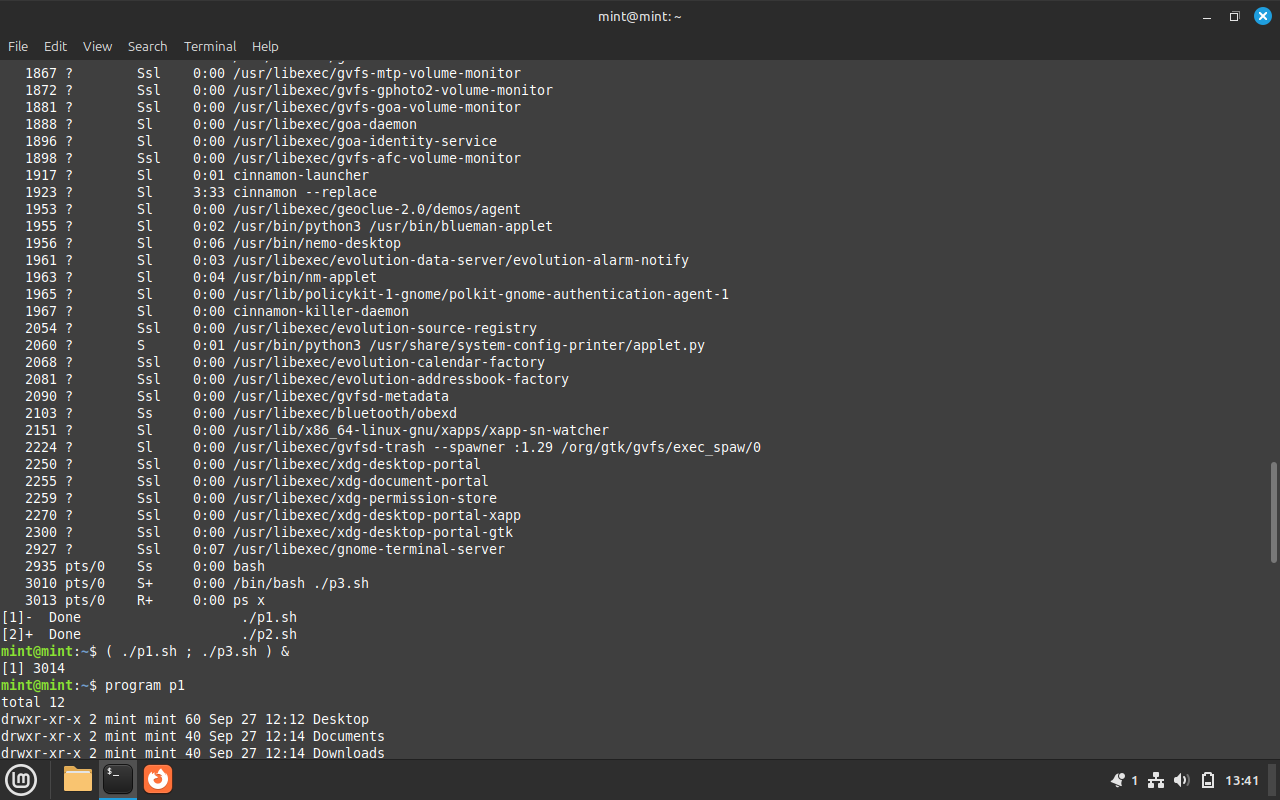 mint@mint: ~
File Edit View Search Terminal Help
1867 ? Ssl 0:00 /usr/libexec/gvfs-mtp-volume-monitor
1872 ? Ssl 0:00 /usr/libexec/gvfs-gphoto2-volume-monitor
1881 ? Ssl 0:00 /usr/libexec/gvfs-goa-volume-monitor
1888 ? Sl 0:00 /usr/libexec/goa-daemon
1896 ? Sl 0:00 /usr/libexec/goa-identity-service
1898 ? Ssl 0:00 /usr/libexec/gvfs-afc-volume-monitor
1917 ? Sl 0:01 cinnamon-launcher
1923 ? Sl 3:33 cinnamon --replace
1953 ? Sl 0:00 /usr/libexec/geoclue-2.0/demos/agent
1955 ? Sl 0:02 /usr/bin/python3 /usr/bin/blueman-applet
1956 ? Sl 0:06 /usr/bin/nemo-desktop
1961 ? Sl 0:03 /usr/libexec/evolution-data-server/evolution-alarm-notify
1963 ? Sl 0:04 /usr/bin/nm-applet
1965 ? Sl 0:00 /usr/lib/policykit-1-gnome/polkit-gnome-authentication-agent-1
1967 ? Sl 0:00 cinnamon-killer-daemon
2054 ? Ssl 0:00 /usr/libexec/evolution-source-registry
2060 ? S 0:01 /usr/bin/python3 /usr/share/system-config-printer/applet.py
2068 ? Ssl 0:00 /usr/libexec/evolution-calendar-factory
2081 ? Ssl 0:00 /usr/libexec/evolution-addressbook-factory
2090 ? Ssl 0:00 /usr/libexec/gvfsd-metadata
2103 ? Ss 0:00 /usr/libexec/bluetooth/obexd
2151 ? Sl 0:00 /usr/lib/x86_64-linux-gnu/xapps/xapp-sn-watcher
2224 ? Sl 0:00 /usr/libexec/gvfsd-trash --spawner :1.29 /org/gtk/gvfs/exec_spaw/0
2250 ? Ssl 0:00 /usr/libexec/xdg-desktop-portal
2255 ? Ssl 0:00 /usr/libexec/xdg-document-portal
2259 ? Ssl 0:00 /usr/libexec/xdg-permission-store
2270 ? Ssl 0:00 /usr/libexec/xdg-desktop-portal-xapp
2300 ? Ssl 0:00 /usr/libexec/xdg-desktop-portal-gtk
2927 ? Ssl 0:07 /usr/libexec/gnome-terminal-server
2935 pts/0 Ss 0:00 bash
3010 pts/0 S+ 0:00 /bin/bash ./p3.sh
3013 pts/0 R+ 0:00 ps x
[1]- Done ./p1.sh
[2]+ Done ./p2.sh
mint@mint:~$ ( ./p1.sh ; ./p3.sh ) &
[1] 3014
mint@mint:~$ program p1
total 12
drwxr-xr-x 2 mint mint 60 Sep 27 12:12 Desktop
drwxr-xr-x 2 mint mint 40 Sep 27 12:14 Documents
drwxr-xr-x 2 mint mint 40 Sep 27 12:14 Downloads
1 13:41